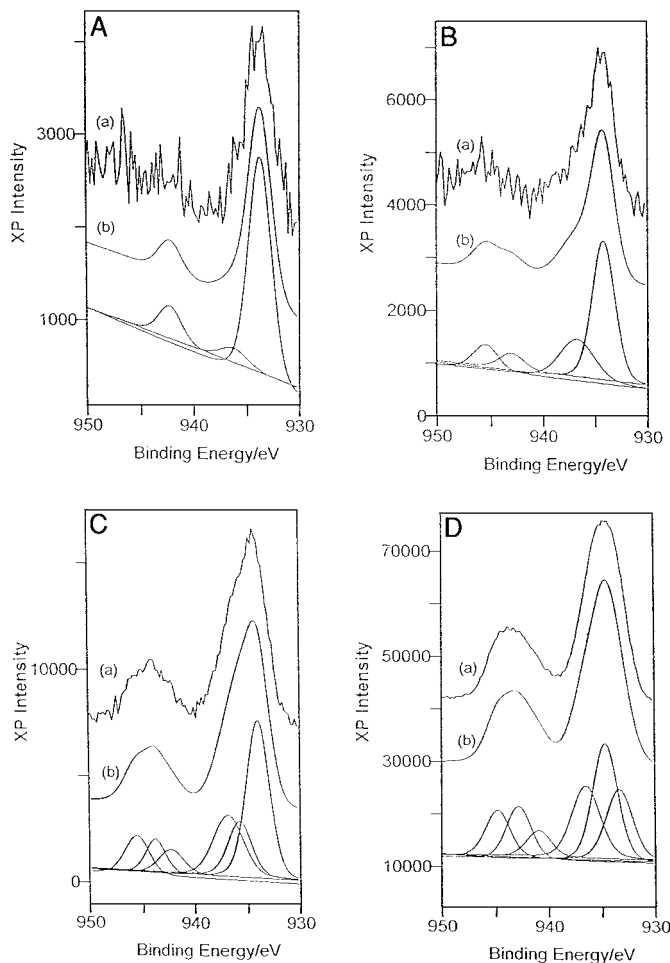 A
XP Intensity
3000
1000
(a)
(b)
950
940
930
Binding Energy/eV
B
XP Intensity
6000
4000
2000
0
(a)
(b)
950
940
930
Binding Energy/eV
C
XP Intensity
10000
0
(a)
(b)
950
940
930
Binding Energy/eV
D
XP Intensity
70000
50000
30000
10000
(a)
(b)
950
940
930
Binding Energy/eV